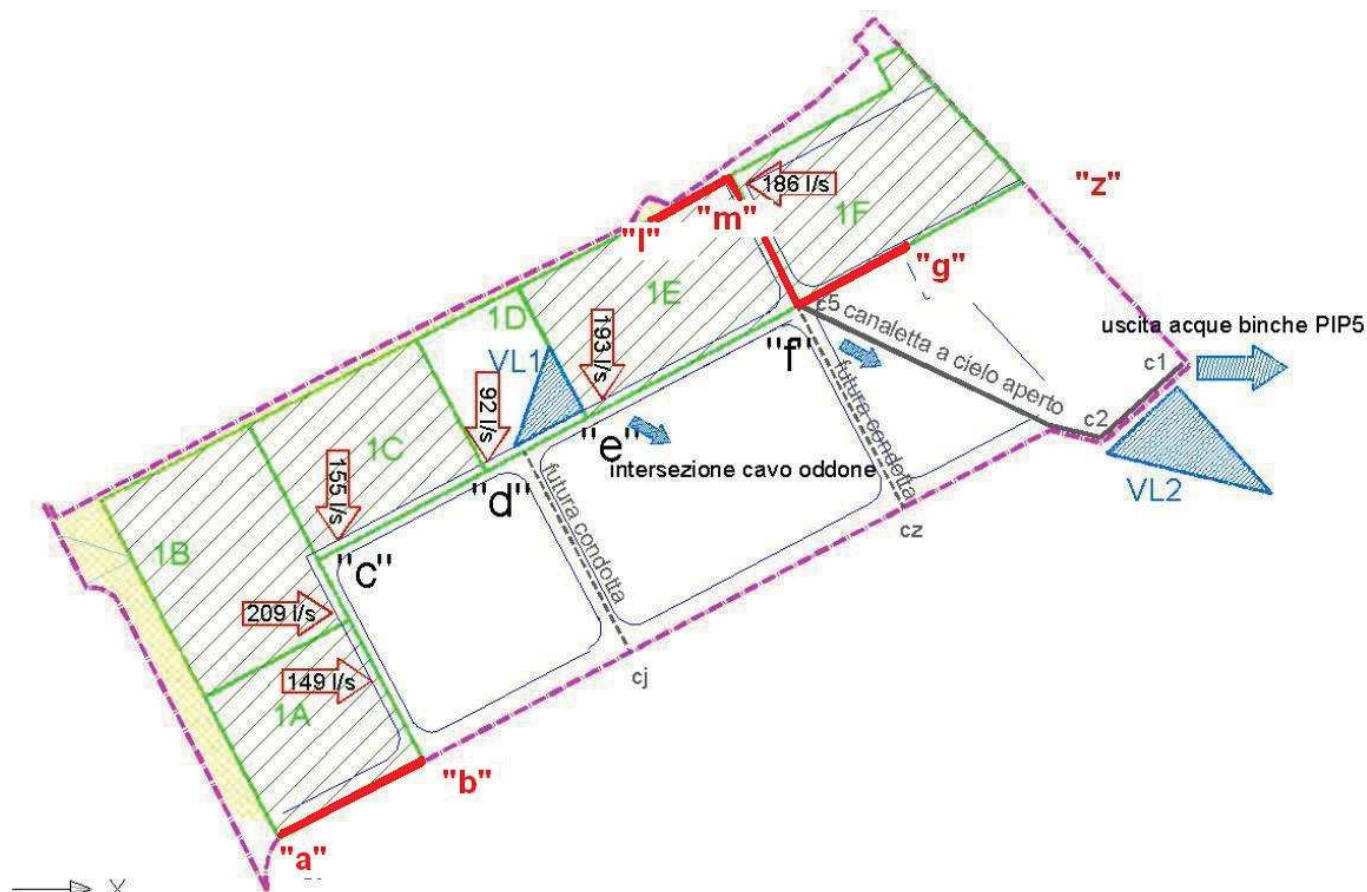 "z"
186 l/s
"m"
1F
"l"
"g"
1E
1D
c5 canaletta a cielo aperto
uscita acque binche PIP5
c1
193 l/s
VL1
"f"
futura condotta
c2
92 l/s
"e"
1C
intersezione cavo oddone
VL2
155 l/s
"d"
cz
1B
"c"
futura condotta
209 l/s
149 l/s
cj
1A
"b"
"a"
X